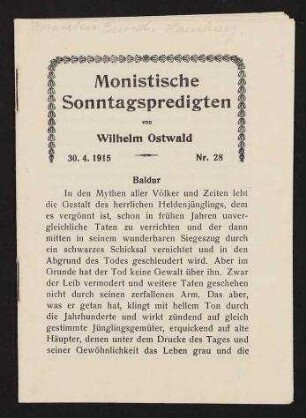 Monistische
Sonntagspredigten
von
Wilhelm Ostwald
30. 4. 1915 Nr. 28
Baldur
In den Mythen aller Völker und Zeiten lebt
die Gestalt des herrlichen Heldenjünglings, dem
es vergönnt ist, schon in frühen Jahren unver-
gleichliche Taten zu verrichten und der dann
mitten in seinem wunderbaren Siegeszug durch
ein schwarzes Schicksal vernichtet und in den
Abgrund des Todes geschleudert wird. Aber im
Grunde hat der Tod keine Gewalt über ihn. Zwar
der Leib vermodert und weitere Taten geschehen
nicht durch seinen zerfallenen Arm. Das aber,
was er getan hat, klingt mit hellem Ton durch
die Jahrhunderte und wirkt zündend auf gleich
gestimmte Jünglingsgemüter, erquickend auf alte
Häupter, denen unter dem Drucke des Tages und
seiner Gewöhnlichkeit das Leben grau und die